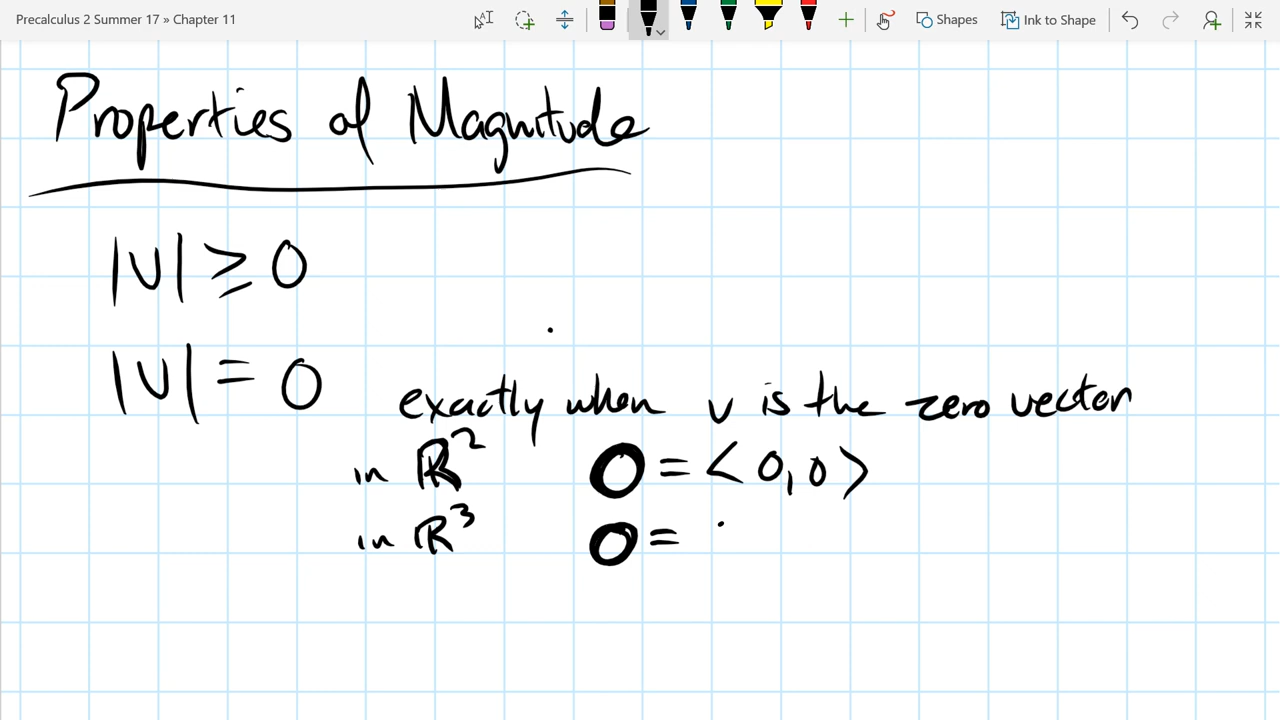 Precalculus 2 Summer 17 » Chapter 11
Shapes
Ink to Shape
Properties of Magnitude
|v| ≥ 0
|v| = 0 exactly when v is the zero vector
in ℝ² 0 = < 0, 0 >
in ℝ³ 0 =